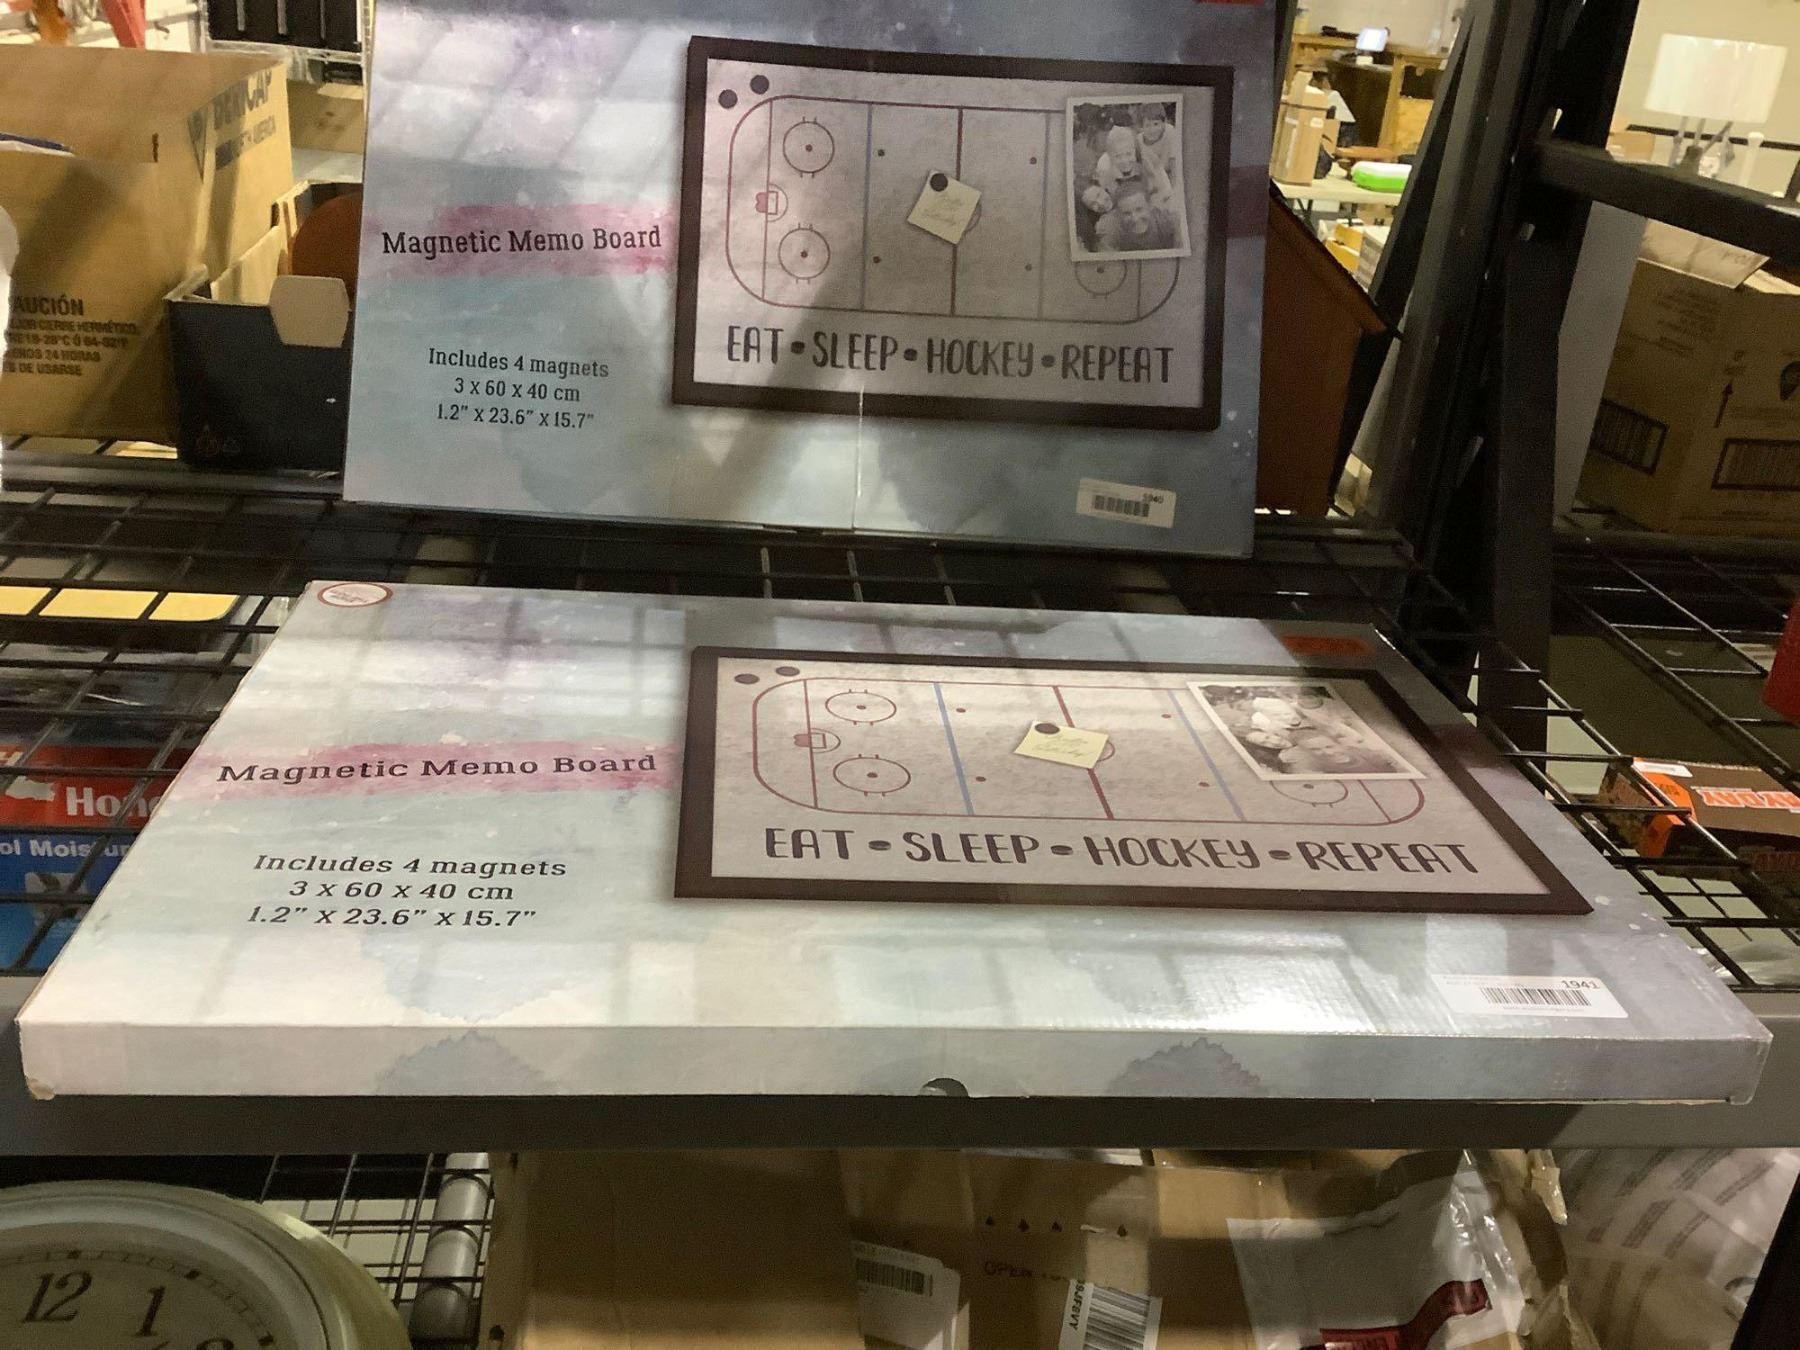 Magnetic Memo Board
Includes 4 magnets
3 x 60 x 40 cm
1.2" x 23.6" x 15.7"
EAT • SLEEP • HOCKEY • REPEAT
1940
AUCIÓN
Magnetic Memo Board
Includes 4 magnets
3 x 60 x 40 cm
1.2" x 23.6" x 15.7"
EAT • SLEEP • HOCKEY • REPEAT
1941
12 1
OPEN